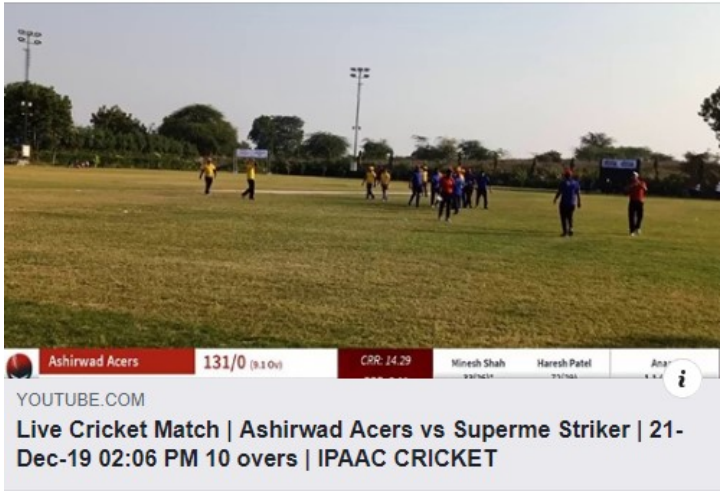 Ashirwad Acers 131/0 (9.1 Ov) CRR: 14.29 Minesh Shah Haresh Patel
i
YOUTUBE.COM
Live Cricket Match | Ashirwad Acers vs Superme Striker | 21-
Dec-19 02:06 PM 10 overs | IPAAC CRICKET